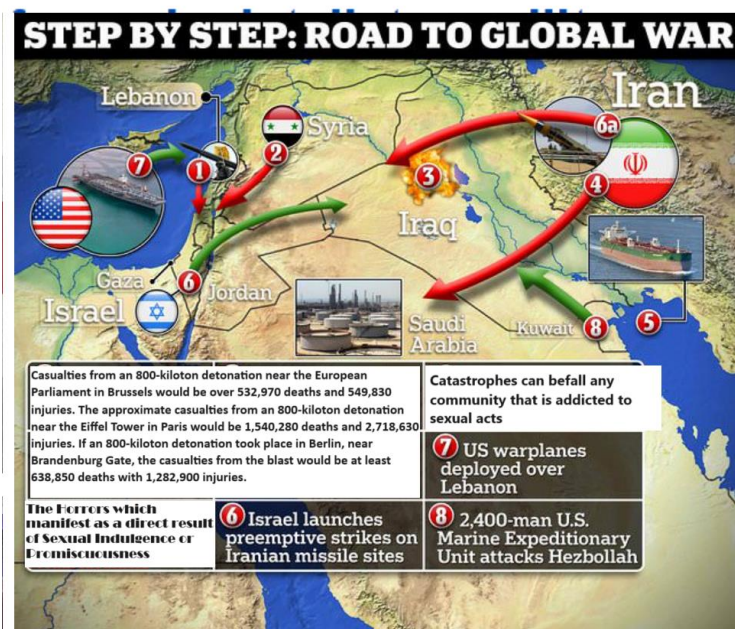 STEP BY STEP: ROAD TO GLOBAL WAR
Lebanon
Syria
Iran
6a
7
1
2
3
4
Iraq
Gaza
6
Jordan
Israel
Saudi
Arabia
Kuwait
8
5
Casualties from an 800-kiloton detonation near the European
Parliament in Brussels would be over 532,970 deaths and 549,830
injuries. The approximate casualties from an 800-kiloton detonation
near the Eiffel Tower in Paris would be 1,540,280 deaths and 2,718,630
injuries. If an 800-kiloton detonation took place in Berlin, near
Brandenburg Gate, the casualties from the blast would be at least
638,850 deaths with 1,282,900 injuries.
Catastrophes can befall any
community that is addicted to
sexual acts
7 US warplanes
deployed over
Lebanon
The Horrors which
manifest as a direct result
of Sexual Indulgence or
Promiscuousness
6 Israel launches
preemptive strikes on
Iranian missile sites
8 2,400-man U.S.
Marine Expeditionary
Unit attacks Hezbollah